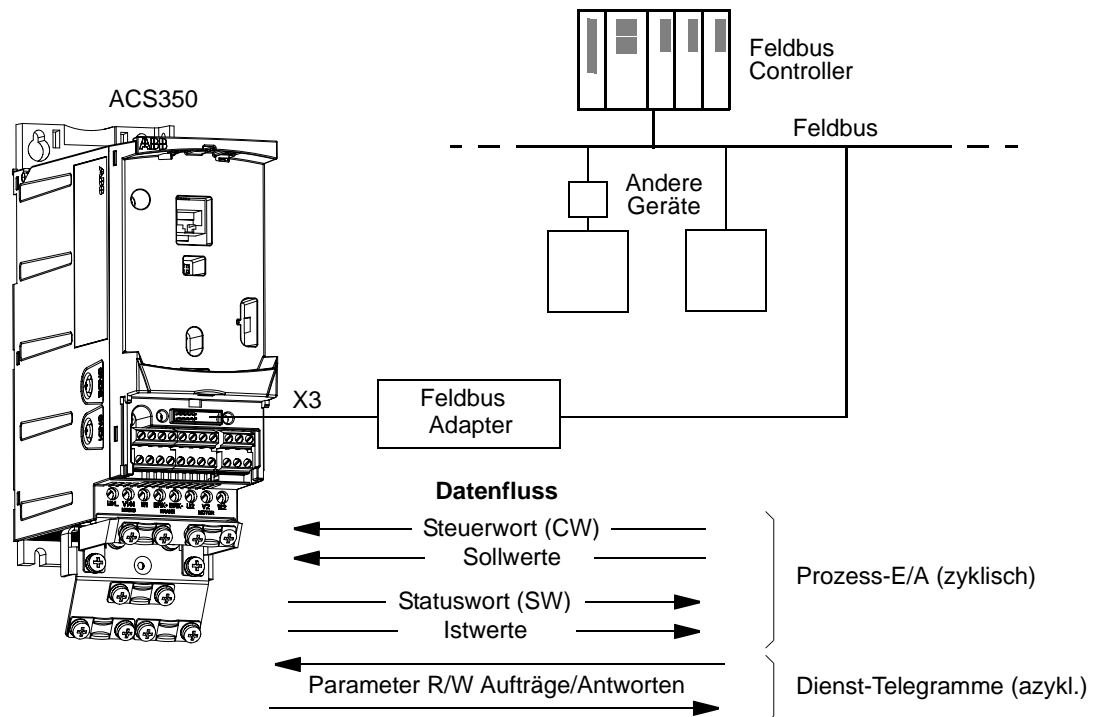 Feldbus
Controller
ACS350
Feldbus
Andere
Geräte
ABB
X3
Feldbus
Adapter
Datenfluss
Steuerwort (CW)
Sollwerte
Prozess-E/A (zyklisch)
Statuswort (SW)
Istwerte
Parameter R/W Aufträge/Antworten
Dienst-Telegramme (azykl.)